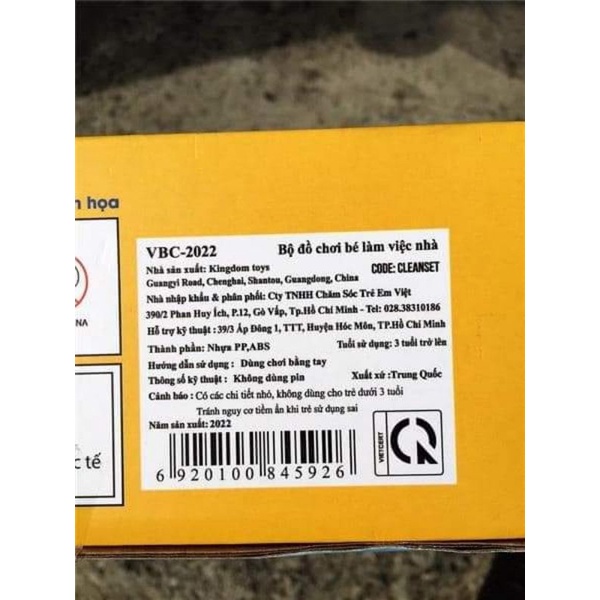 họa
NA
tế
VBC-2022 Bộ đồ chơi bé làm việc nhà
Nhà sản xuất: Kingdom toys CODE: CLEANSET
Guangyi Road, Chenghai, Shantou, Guangdong, China
Nhà nhập khẩu & phân phối: Cty TNHH Chăm Sóc Trẻ Em Việt
390/2 Phan Huy Ích, P.12, Gò Vấp, Tp.Hồ Chí Minh - Tel: 028.38310186
Hỗ trợ kỹ thuật :39/3 Ấp Đông 1, TTT, Huyện Hóc Môn, TP.Hồ Chí Minh
Thành phần: Nhựa PP,ABS Tuổi sử dụng: 3 tuổi trở lên
Hướng dẫn sử dụng : Dùng chơi bằng tay
Thông số kỹ thuật : Không dùng pin Xuất xứ :Trung Quốc
Cảnh báo : Có các chi tiết nhỏ, không dùng cho trẻ dưới 3 tuổi
Tránh nguy cơ tiềm ẩn khi trẻ sử dụng sai
Năm sản xuất: 2022
6 920100 845926
VIETCERT
CR